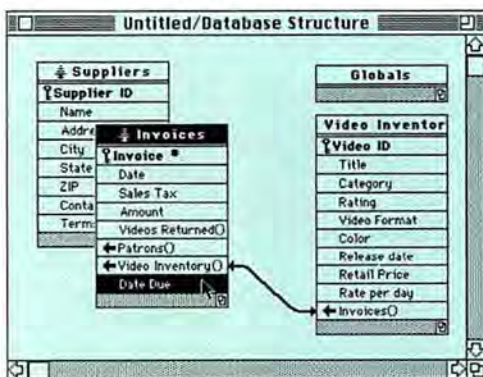 Untitled/Database Structure
Suppliers
Supplier ID
Name
Addre
City
State
ZIP
Conta
Term
Invoices
Invoice *
Date
Sales Tax
Amount
Videos Returned()
Patrons()
Video Inventory()
Date Due
Globals
Video Inventor
Video ID
Title
Category
Rating
Video Format
Color
Release date
Retail Price
Rate per day
Invoices()